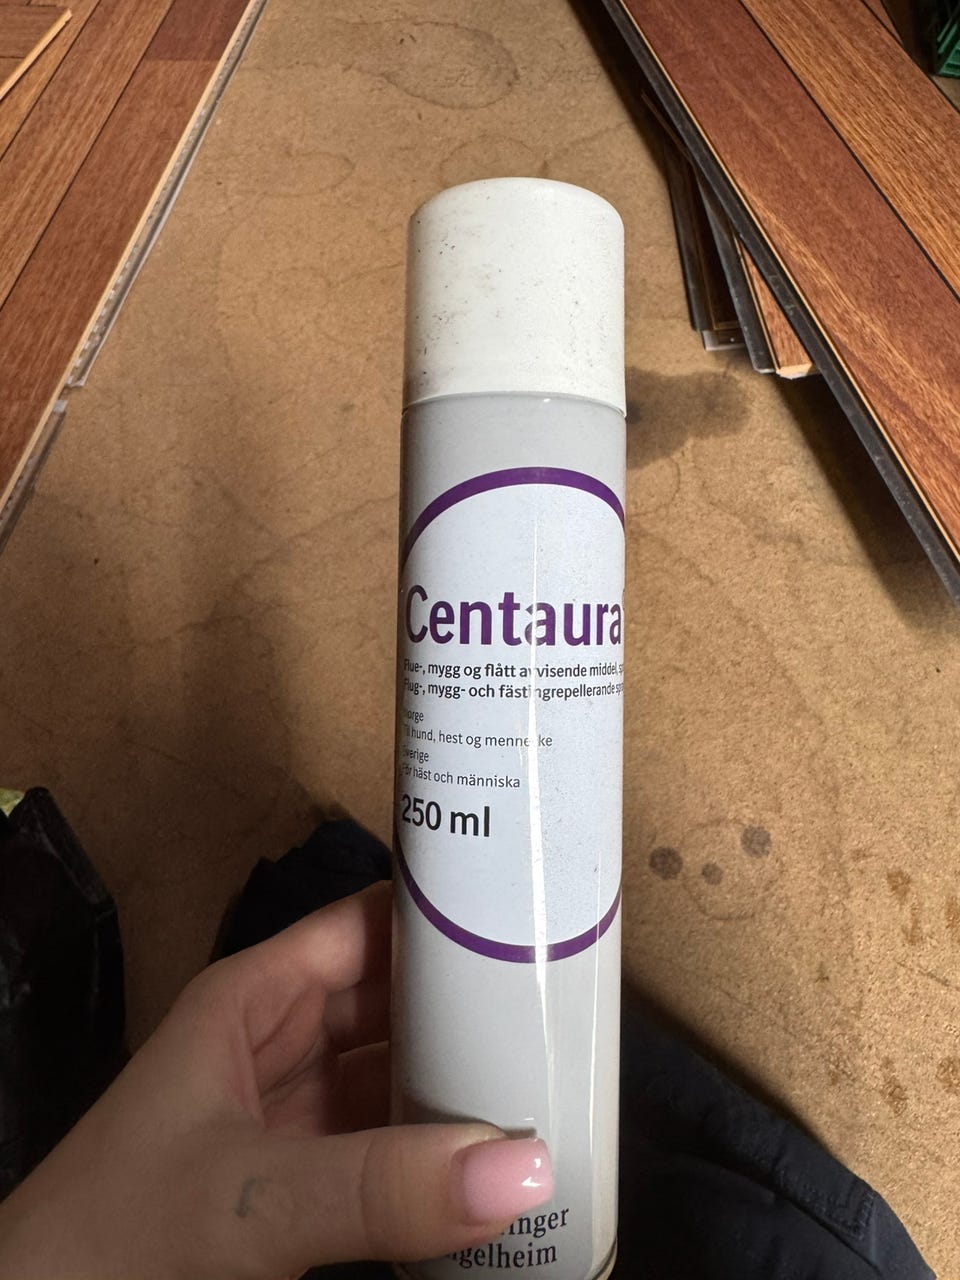 Centaura
Flue-, mygg og flått avvisende middel,
Flug-, mygg- och fästingrepellerande
Norge
Til hund, hest og menneske
Sverige
För häst och människa
250 ml